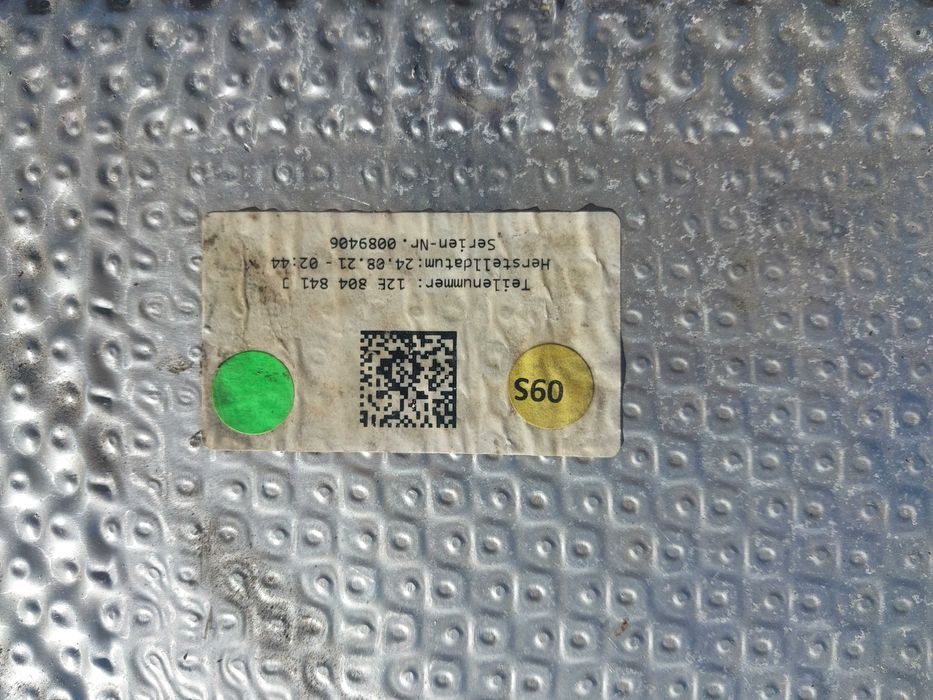 Teilenummer: 12E 804 841 J
Herstelldatum:24.08.21 - 02:44
Serien-Nr. 0089406
S60